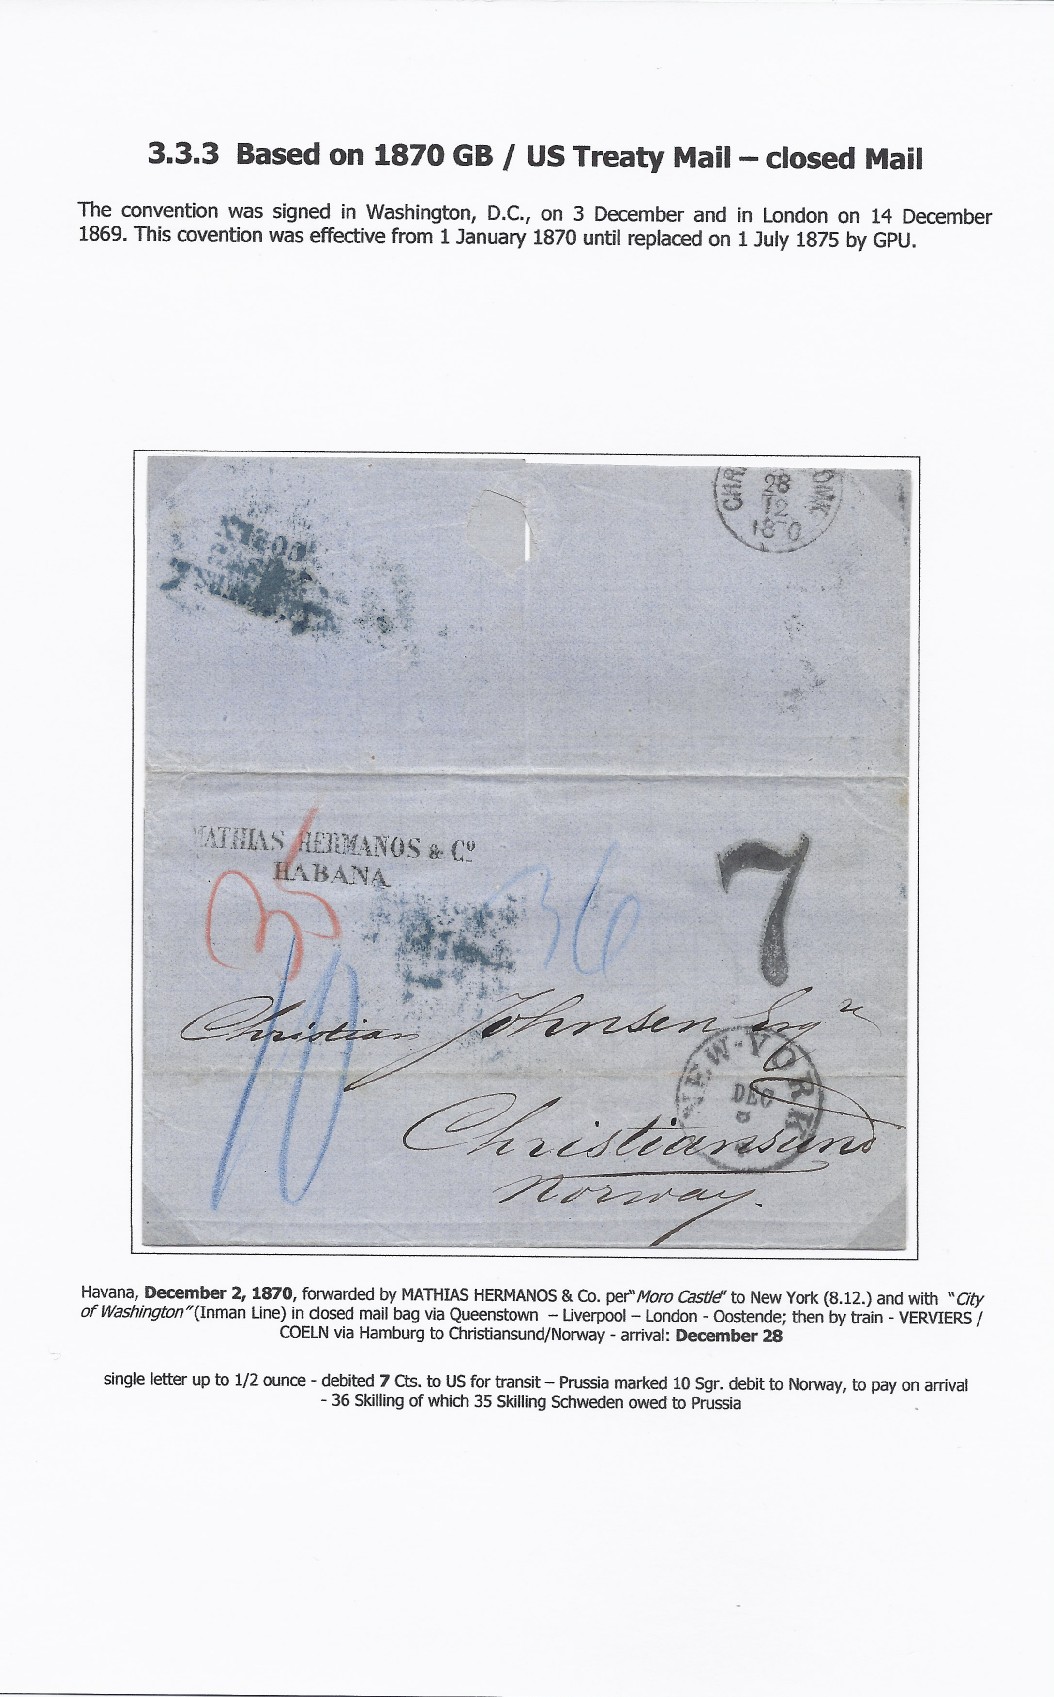 3.3.3 Based on 1870 GB / US Treaty Mail – closed Mail
The convention was signed in Washington, D.C., on 3 December and in London on 14 December
1869. This covention was effective from 1 January 1870 until replaced on 1 July 1875 by GPU.
28
12
1870
MATHIAS HERMANOS & Cº
HABANA
35
36
7
10
Christian Johnsen Esqre
NEW-YORK
DEC
Christiansund
Norway.
Havana, December 2, 1870, forwarded by MATHIAS HERMANOS & Co. per"Moro Castle" to New York (8.12.) and with "City
of Washington"(Inman Line) in closed mail bag via Queenstown – Liverpool – London - Oostende; then by train - VERVIERS /
COELN via Hamburg to Christiansund/Norway - arrival: December 28
single letter up to 1/2 ounce - debited 7 Cts. to US for transit – Prussia marked 10 Sgr. debit to Norway, to pay on arrival
- 36 Skilling of which 35 Skilling Schweden owed to Prussia